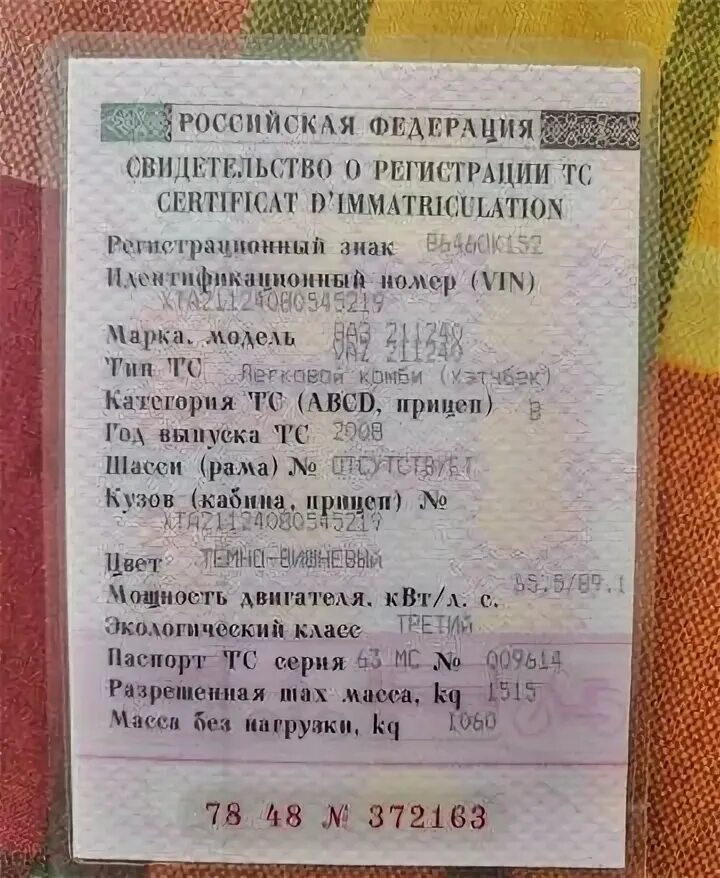 РОССИЙСКАЯ ФЕДЕРАЦИЯ
СВИДЕТЕЛЬСТВО О РЕГИСТРАЦИИ ТС
CERTIFICAT D'IMMATRICULATION
Регистрационный знак В646ОК152
Идентификационный номер (VIN)
XTA21124080545219
Марка, модель ВАЗ 211240
VAZ 211240
Тип ТС Легковой комби (хэтчбек)
Категория ТС (ABCD, прицеп) B
Год выпуска ТС 2008
Шасси (рама) № ОТСУТСТВУЕТ
Кузов (кабина, прицеп) №
XTA21124080545219
Цвет ТЕМНО-ВИШНЕВЫЙ
Мощность двигателя, кВт/л. с. 65.5/89.1
Экологический класс ТРЕТИЙ
Паспорт ТС серия 63 МС № 009614
Разрешенная max масса, kg 1515
Масса без нагрузки, kg 1060
78 48 № 372163